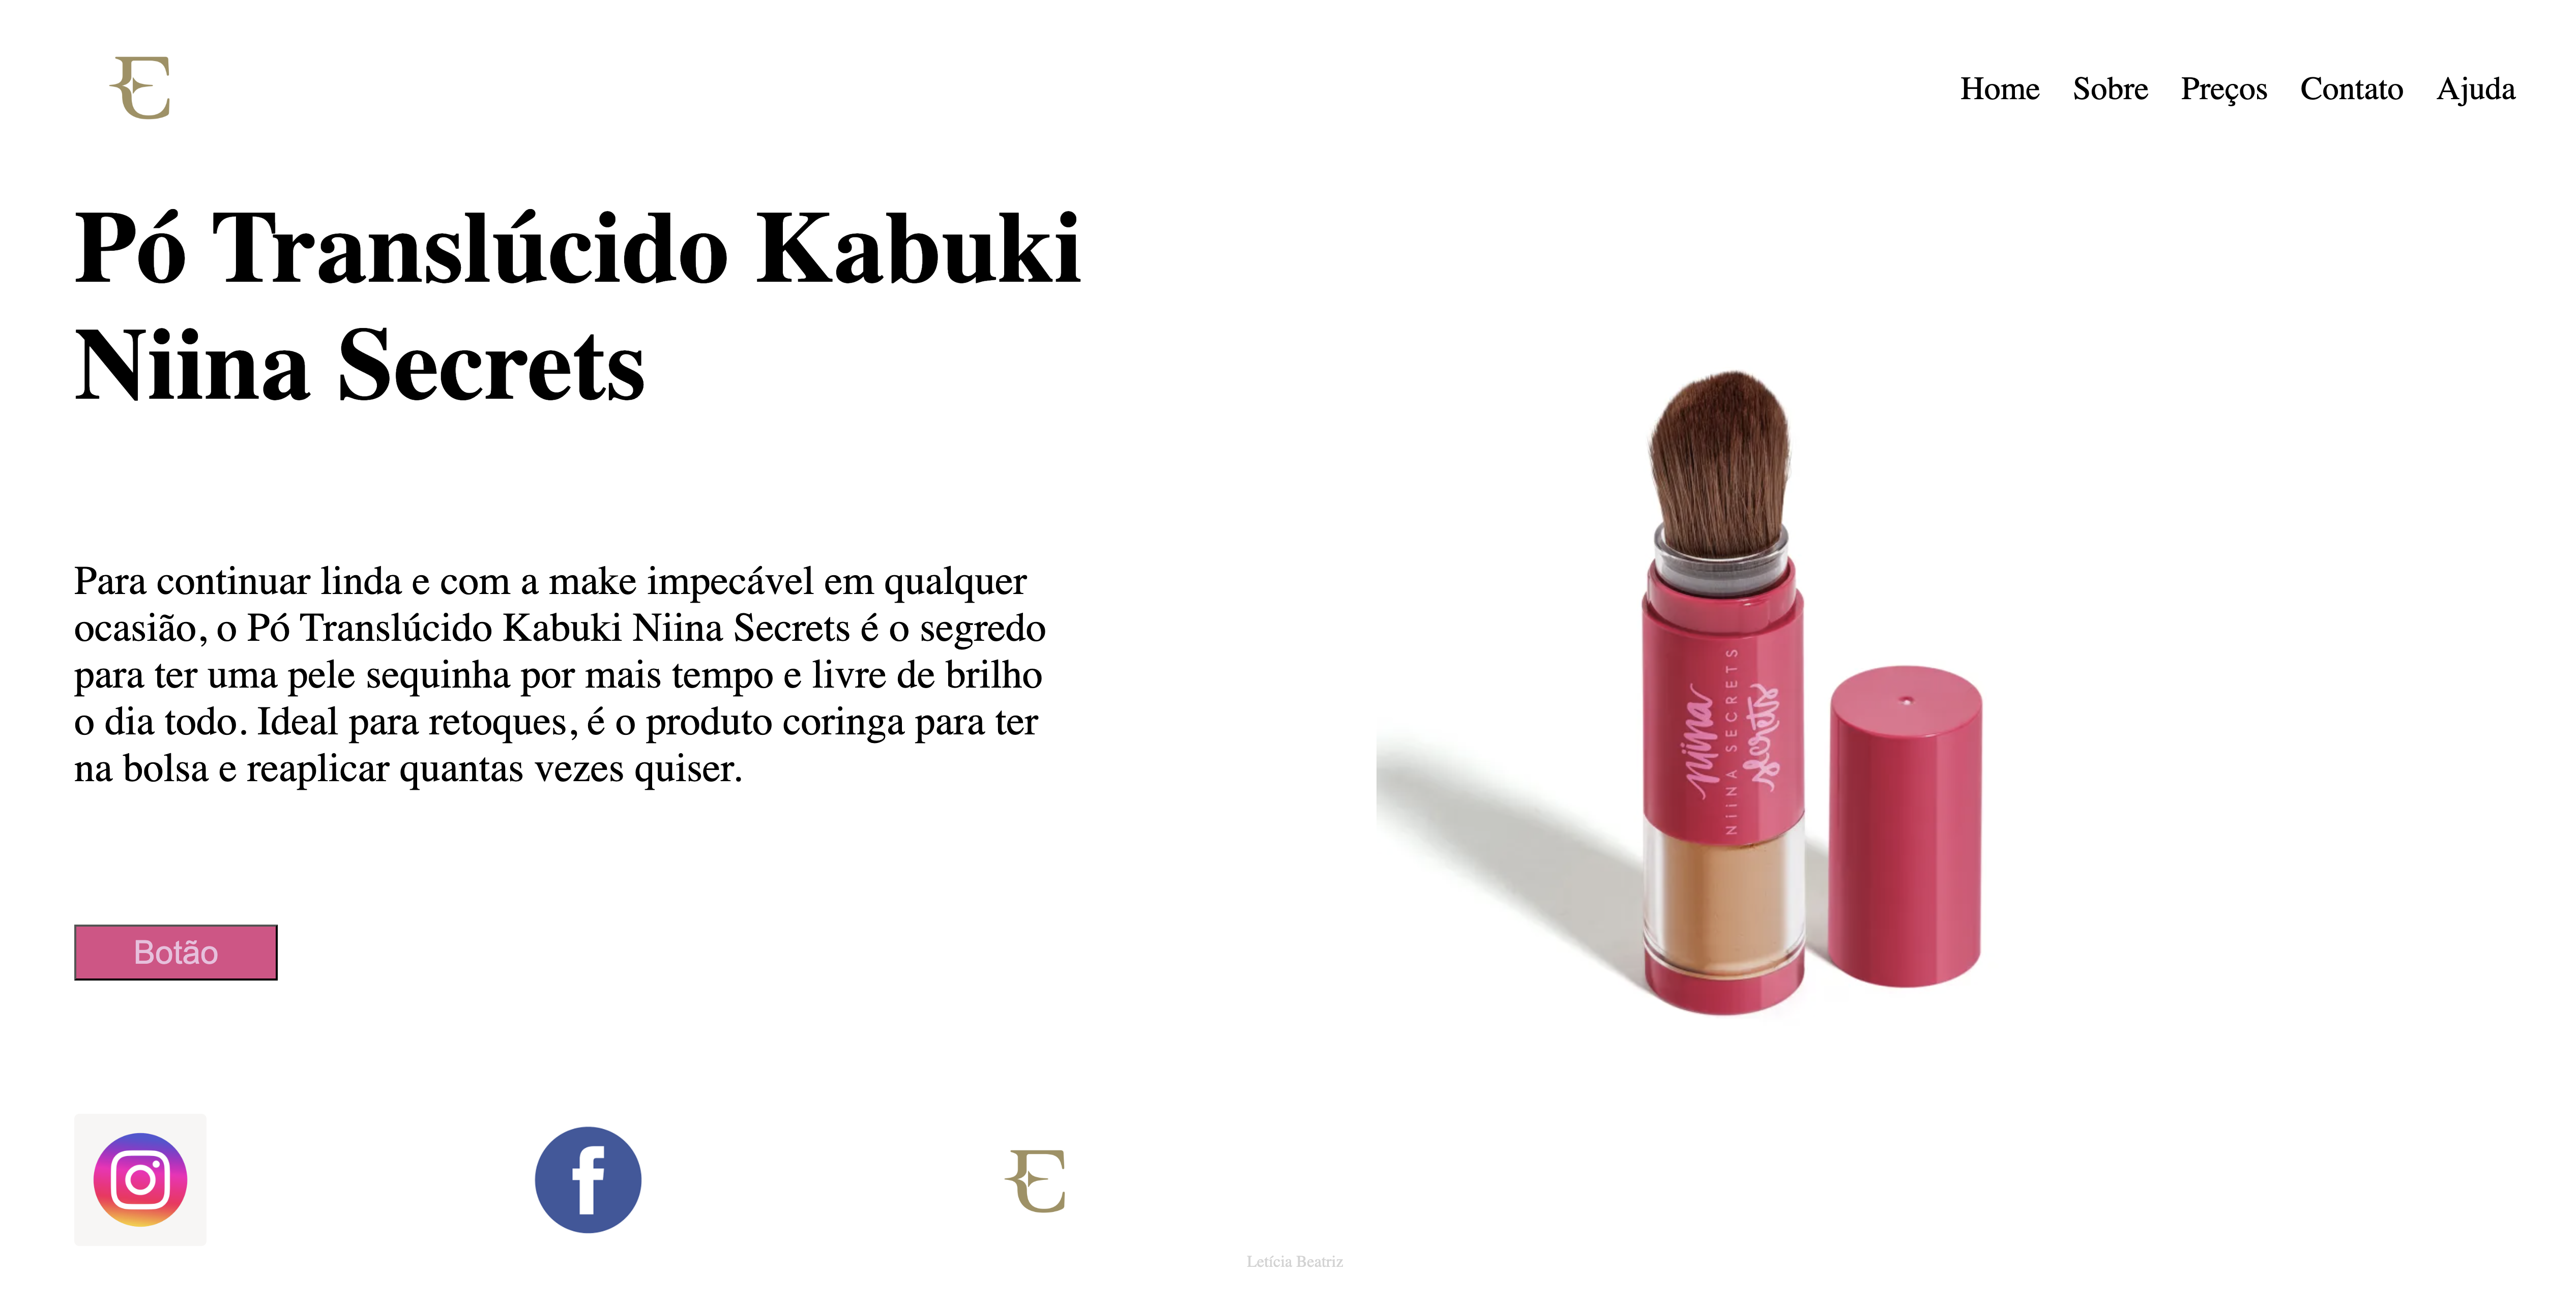 Home Sobre Preços Contato Ajuda
Pó Translúcido Kabuki
Niina Secrets
Para continuar linda e com a make impecável em qualquer
ocasião, o Pó Translúcido Kabuki Niina Secrets é o segredo
para ter uma pele sequinha por mais tempo e livre de brilho
o dia todo. Ideal para retoques, é o produto coringa para ter
na bolsa e reaplicar quantas vezes quiser.
niina
NiiNA SECRETS
secrets
Botão
Letícia Beatriz